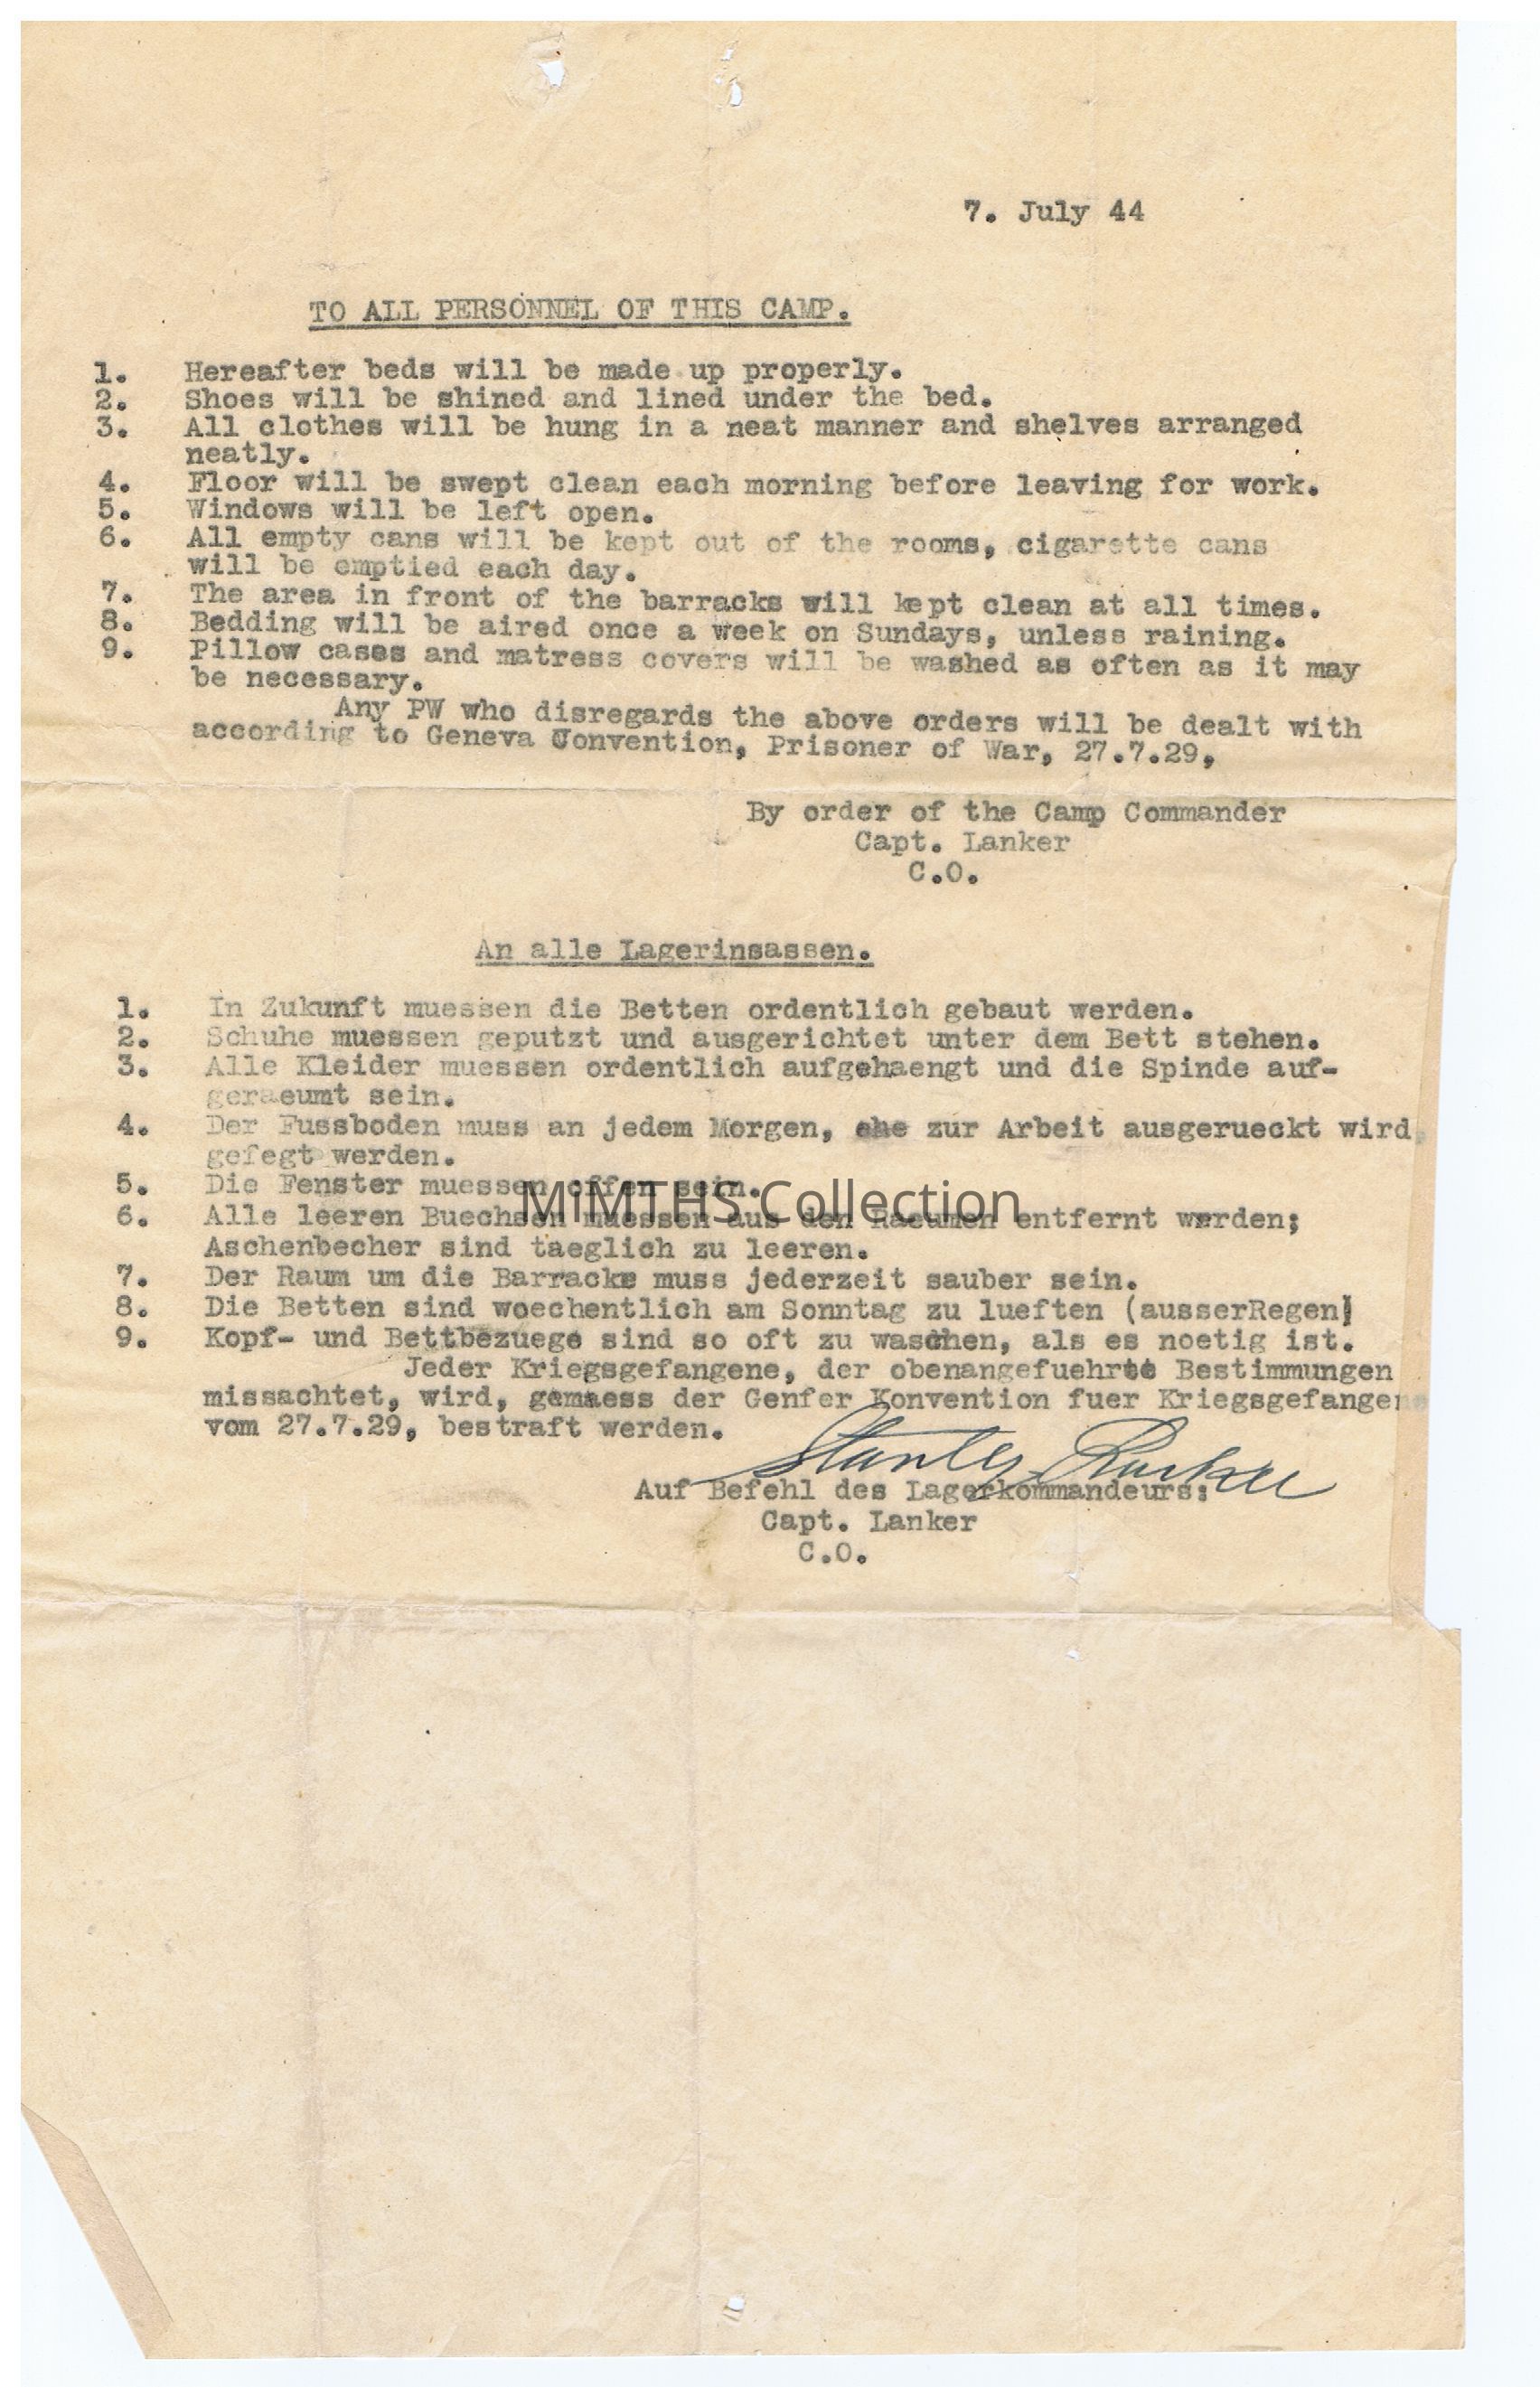 7. July 44
TO ALL PERSONNEL OF THIS CAMP.
1. Hereafter beds will be made up properly.
2. Shoes will be shined and lined under the bed.
3. All clothes will be hung in a neat manner and shelves arranged
neatly.
4. Floor will be swept clean each morning before leaving for work.
5. Windows will be left open.
6. All empty cans will be kept out of the rooms, cigarette cans
will be emptied each day.
7. The area in front of the barracks will kept clean at all times.
8. Bedding will be aired once a week on Sundays, unless raining.
9. Pillow cases and matress covers will be washed as often as it may
be necessary.
Any PW who disregards the above orders will be dealt with
according to Geneva Convention, Prisoner of War, 27.7.29,
By order of the Camp Commander
Capt. Lanker
C.O.
An alle Lagerinsassen.
1. In Zukunft muessen die Betten ordentlich gebaut werden.
2. Schuhe muessen geputzt und ausgerichtet unter dem Bett stehen.
3. Alle Kleider muessen ordentlich aufgehaengt und die Spinde auf-
geraeumt sein.
4. Der Fussboden muss an jedem Morgen, ehe zur Arbeit ausgerueckt wird,
gefegt werden.
5. Die Fenster muessen offen sein.
MiMTHS Collection
6. Alle leeren Buechsen muessen aus den Raeumen entfernt werden;
Aschenbecher sind taeglich zu leeren.
7. Der Raum um die Barracke muss jederzeit sauber sein.
8. Die Betten sind woechentlich am Sonntag zu lueften (ausserRegen)
9. Kopf- und Bettbezuege sind so oft zu waschen, als es noetig ist.
Jeder Kriegsgefangene, der obenangefuehrte Bestimmungen
missachtet, wird, gemaess der Genfer Konvention fuer Kriegsgefangene
vom 27.7.29, bestraft werden.
Stanley
Auf Befehl des Lagerkommandeurs:
Capt. Lanker
C.O.